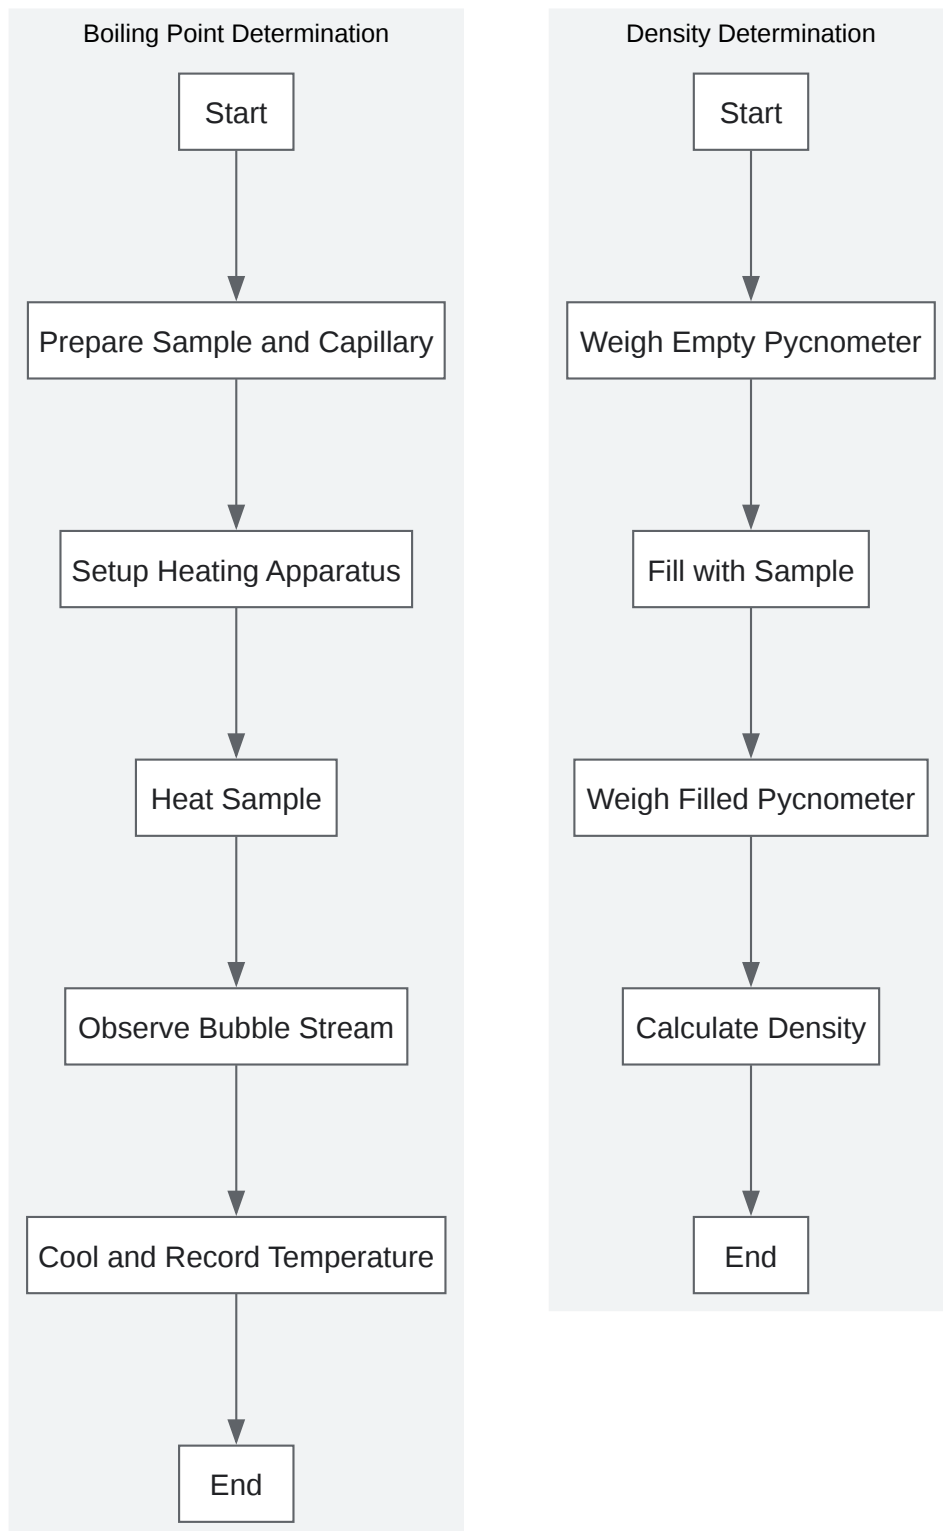 Boiling Point Determination
Start
Prepare Sample and Capillary
Setup Heating Apparatus
Heat Sample
Observe Bubble Stream
Cool and Record Temperature
End
Density Determination
Start
Weigh Empty Pycnometer
Fill with Sample
Weigh Filled Pycnometer
Calculate Density
End